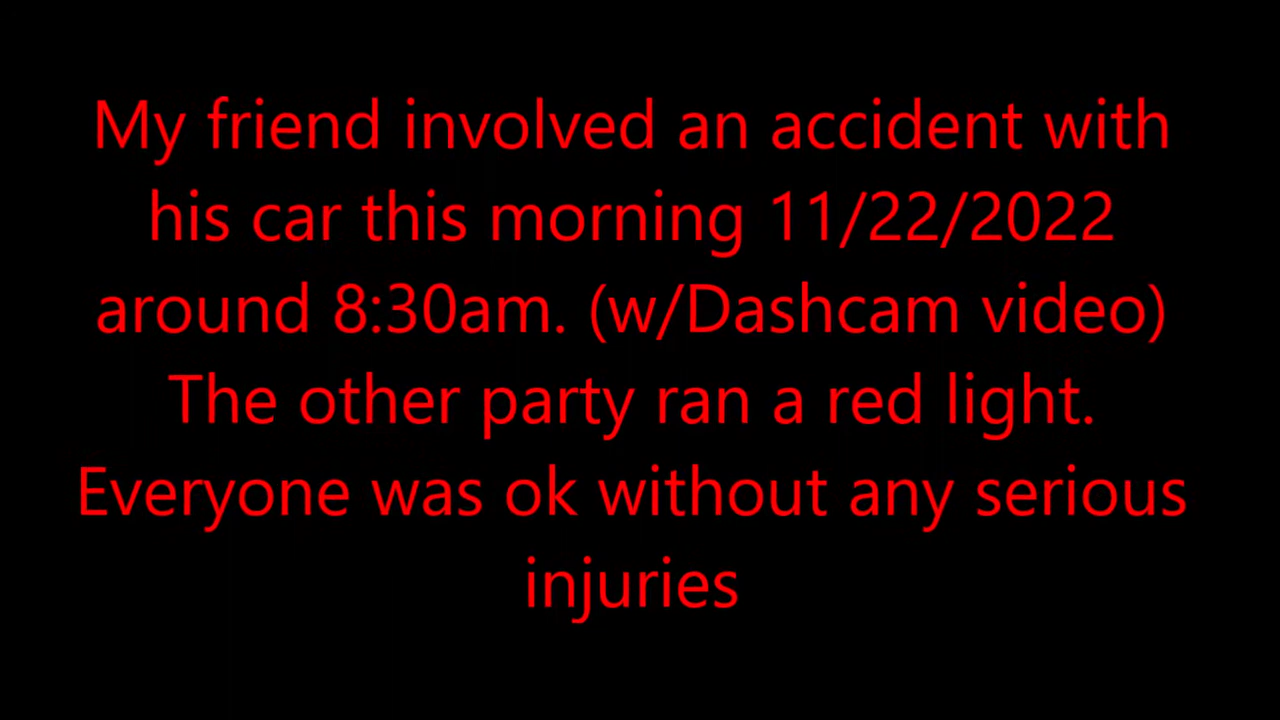 My friend involved an accident with
his car this morning 11/22/2022
around 8:30am. (w/Dashcam video)
The other party ran a red light.
Everyone was ok without any serious
injuries